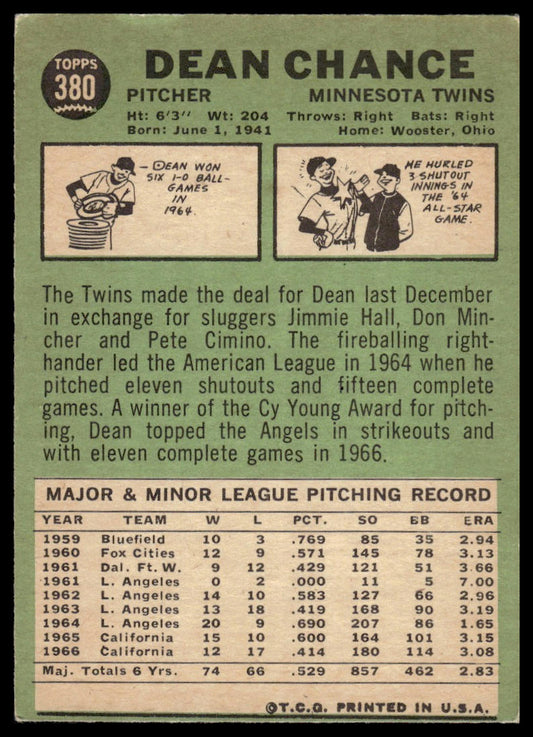 TOPPS
380
DEAN CHANCE
PITCHER MINNESOTA TWINS
Ht: 6'3" Wt: 204 Throws: Right Bats: Right
Born: June 1, 1941 Home: Wooster, Ohio
- DEAN WON
SIX 1-0 BALL-
GAMES
IN
1964.
HE HURLED
3 SHUTOUT
INNINGS IN
THE '64
ALL-STAR
GAME.
The Twins made the deal for Dean last December
in exchange for sluggers Jimmie Hall, Don Min-
cher and Pete Cimino. The fireballing right-
hander led the American League in 1964 when he
pitched eleven shutouts and fifteen complete
games. A winner of the Cy Young Award for pitch-
ing, Dean topped the Angels in strikeouts and
with eleven complete games in 1966.
MAJOR & MINOR LEAGUE PITCHING RECORD
YEAR TEAM W L PCT. SO BB ERA
1959 Bluefield 10 3 .769 85 35 2.94
1960 Fox Cities 12 9 .571 145 78 3.13
1961 Dal. Ft. W. 9 12 .429 121 51 3.66
1961 L. Angeles 0 2 .000 11 5 7.00
1962 L. Angeles 14 10 .583 127 66 2.96
1963 L. Angeles 13 18 .419 168 90 3.19
1964 L. Angeles 20 9 .690 207 86 1.65
1965 California 15 10 .600 164 101 3.15
1966 California 12 17 .414 180 114 3.08
Maj. Totals 6 Yrs. 74 66 .529 857 462 2.83
©T.C.G. PRINTED IN U.S.A.